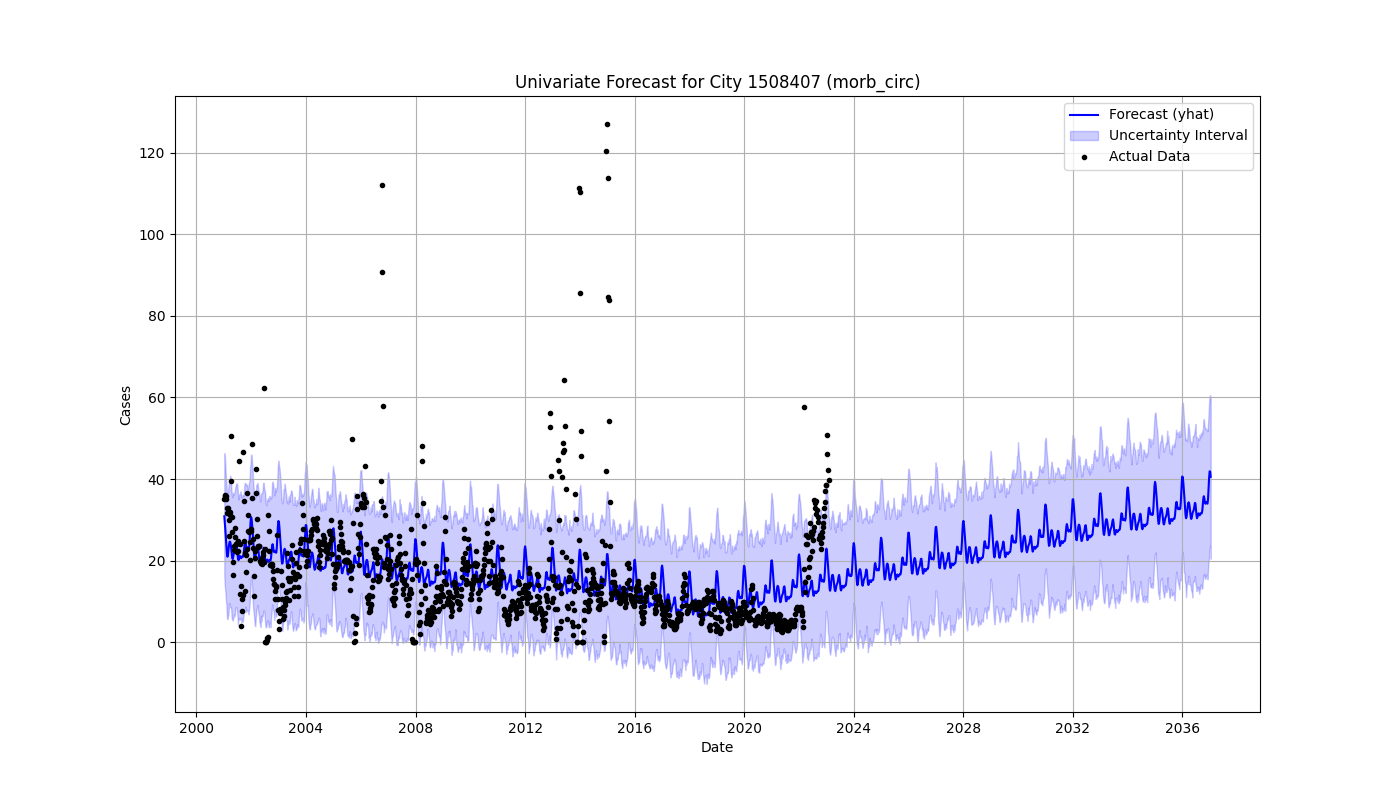 Univariate Forecast for City 1508407 (morb_circ)
Forecast (yhat)
Uncertainty Interval
Actual Data
120
100
80
60
40
20
0
Cases
2000 2004 2008 2012 2016 2020 2024 2028 2032 2036
Date